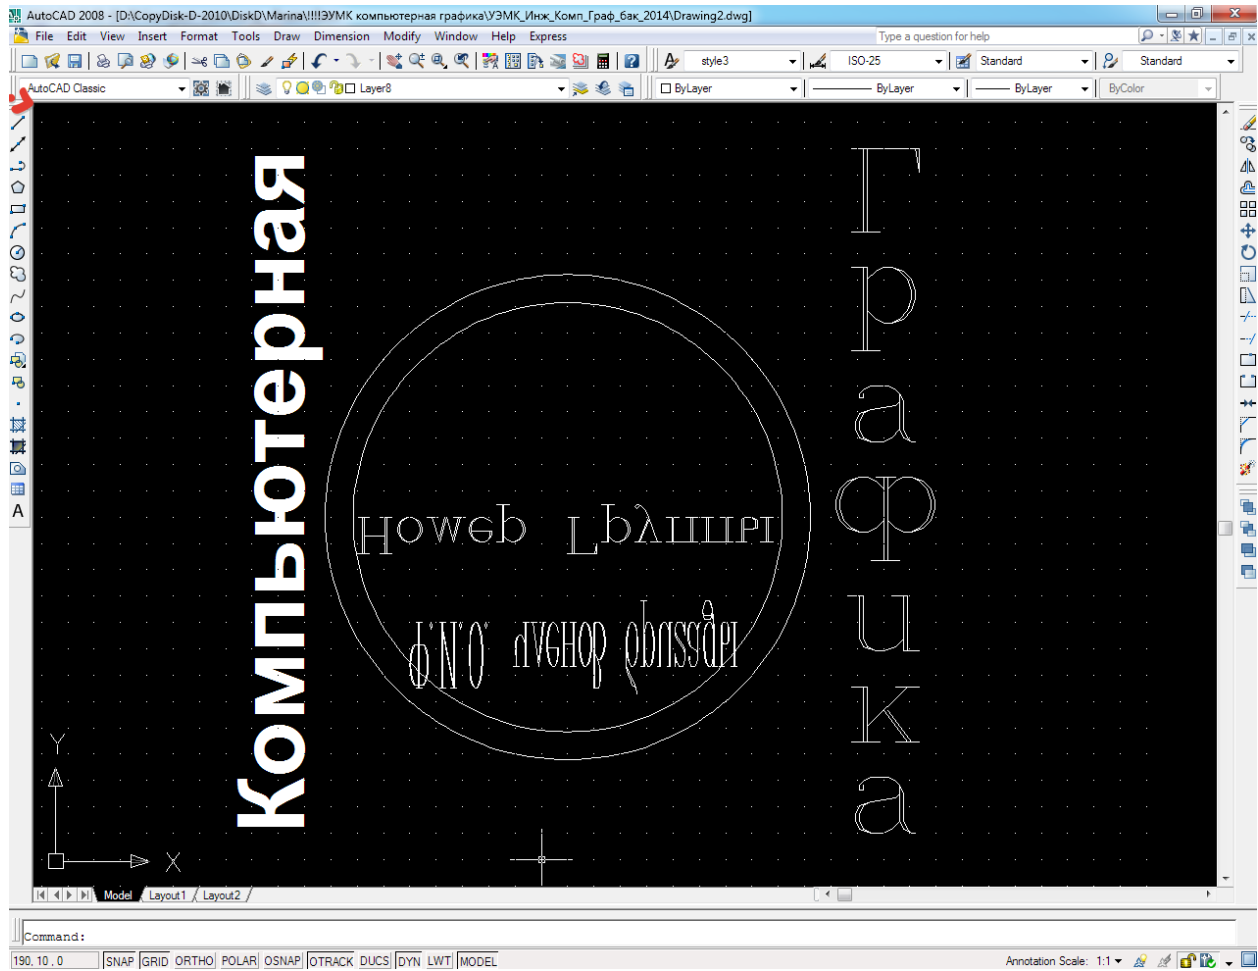 AutoCAD 2008 - [D:\CopyDisk-D-2010\DiskD\Marina\!!!!ЭУМК компьютерная графика\УЭМК_Инж_Комп_Граф_бак_2014\Drawing2.dwg]
File Edit View Insert Format Tools Draw Dimension Modify Window Help Express Type a question for help
style3 ISO-25 Standard Standard
AutoCAD Classic Layer8 ByLayer ByLayer ByLayer ByColor
A
Компьютерная
Графика
Номер Группы
Ф.И.О.
Y
X
Model Layout1 Layout2
Command:
190, 10 , 0 SNAP GRID ORTHO POLAR OSNAP OTRACK DUCS DYN LWT MODEL Annotation Scale: 1:1